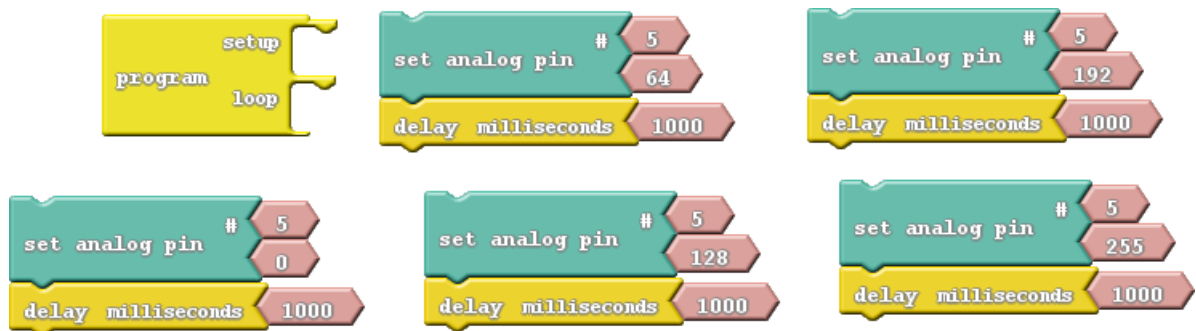 setup
program
loop
set analog pin # 5
64
delay milliseconds 1000
set analog pin # 5
192
delay milliseconds 1000
set analog pin # 5
0
delay milliseconds 1000
set analog pin # 5
128
delay milliseconds 1000
set analog pin # 5
255
delay milliseconds 1000